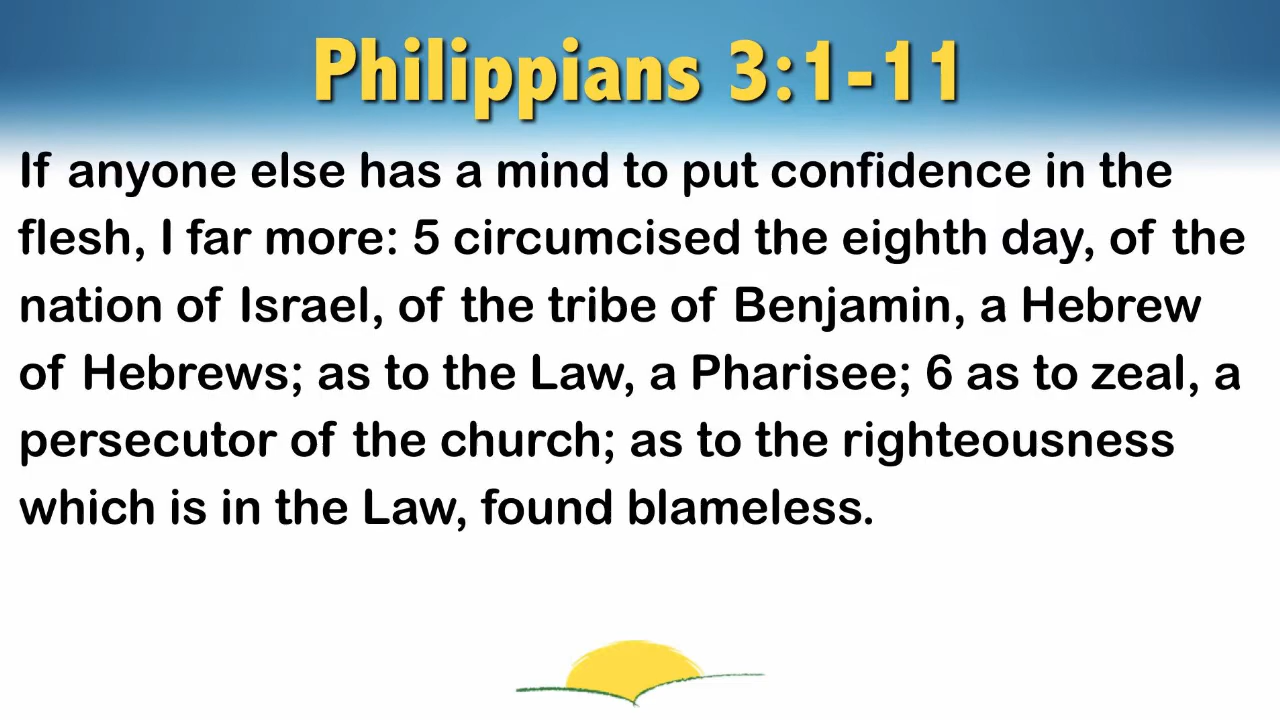 Philippians 3:1-11
If anyone else has a mind to put confidence in the
flesh, I far more: 5 circumcised the eighth day, of the
nation of Israel, of the tribe of Benjamin, a Hebrew
of Hebrews; as to the Law, a Pharisee; 6 as to zeal, a
persecutor of the church; as to the righteousness
which is in the Law, found blameless.